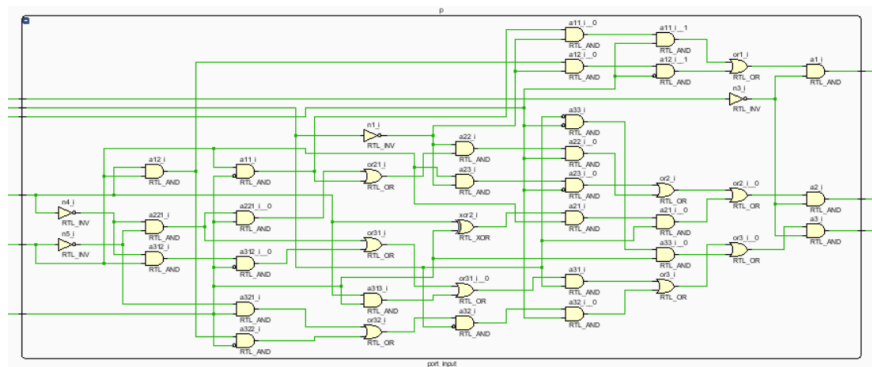 p
a11_i__0
RTL_AND
a11_i__1
RTL_AND
a12_i__0
RTL_AND
a12_i__1
RTL_AND
or1_i
RTL_OR
a1_i
RTL_AND
n3_i
RTL_INV
a33_i
RTL_AND
n1_i
RTL_INV
a22_i
RTL_AND
a22_i__0
RTL_AND
a12_i
RTL_AND
a11_i
RTL_AND
or21_i
RTL_OR
a23_i
RTL_AND
a23_i__0
RTL_AND
or2_i
RTL_OR
or2_i__0
RTL_OR
a2_i
RTL_AND
n4_i
RTL_INV
a221_i
RTL_AND
a221_i__0
RTL_AND
xor2_i
RTL_XOR
a21_i
RTL_AND
a21_i__0
RTL_AND
a3_i
RTL_AND
n5_i
RTL_INV
a312_i
RTL_AND
a312_i__0
RTL_AND
or31_i
RTL_OR
a33_i__0
RTL_AND
or3_i__0
RTL_OR
a313_i
RTL_AND
or31_i__0
RTL_OR
a31_i
RTL_AND
or3_i
RTL_OR
a321_i
RTL_AND
a322_i
RTL_AND
or32_i
RTL_OR
a32_i
RTL_AND
a32_i__0
RTL_AND
port_input